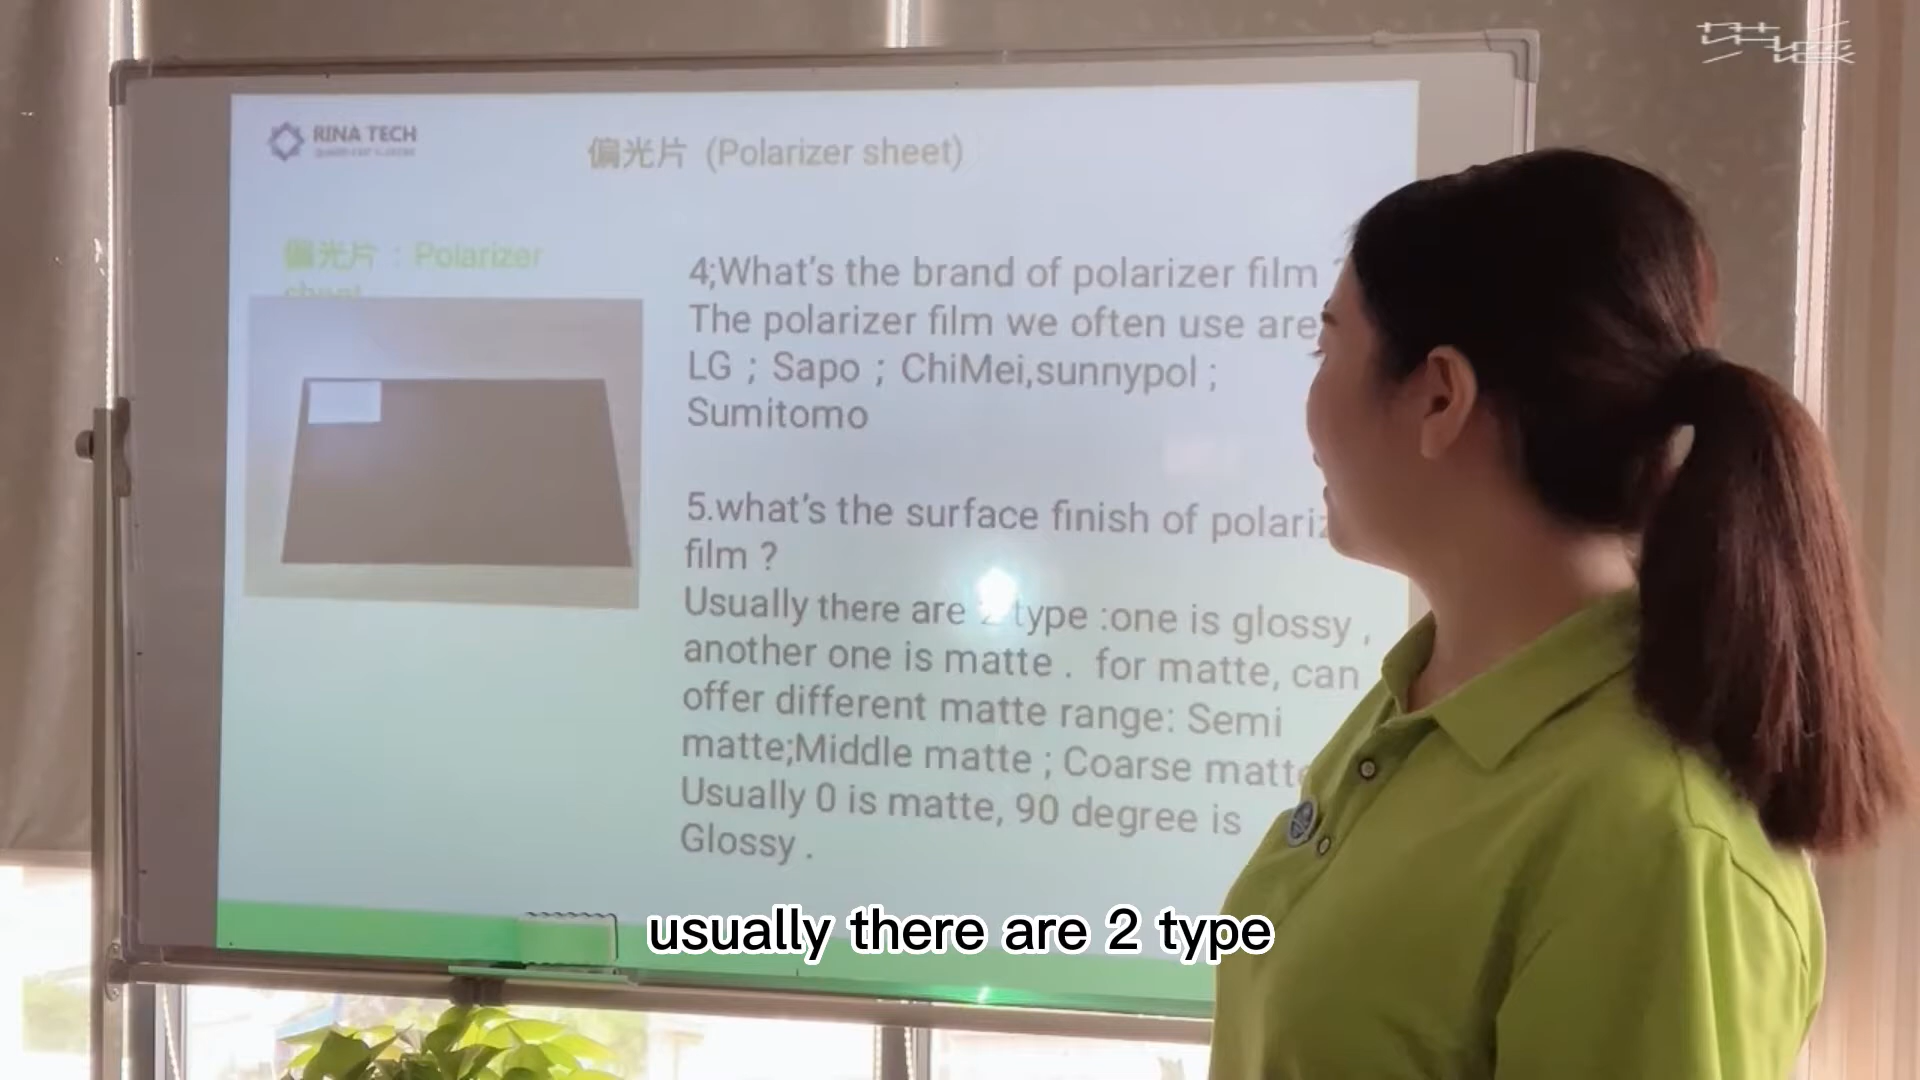 RINA TECH
偏光片 (Polarizer sheet)
偏光片：Polarizer
sheet
4;What's the brand of polarizer film ?
The polarizer film we often use are
LG ; Sapo ; ChiMei,sunnypol ;
Sumitomo
5.what's the surface finish of polariz
film ?
Usually there are 2 type :one is glossy ,
another one is matte . for matte, can
offer different matte range: Semi
matte;Middle matte ; Coarse matte
Usually 0 is matte, 90 degree is
Glossy .
usually there are 2 type